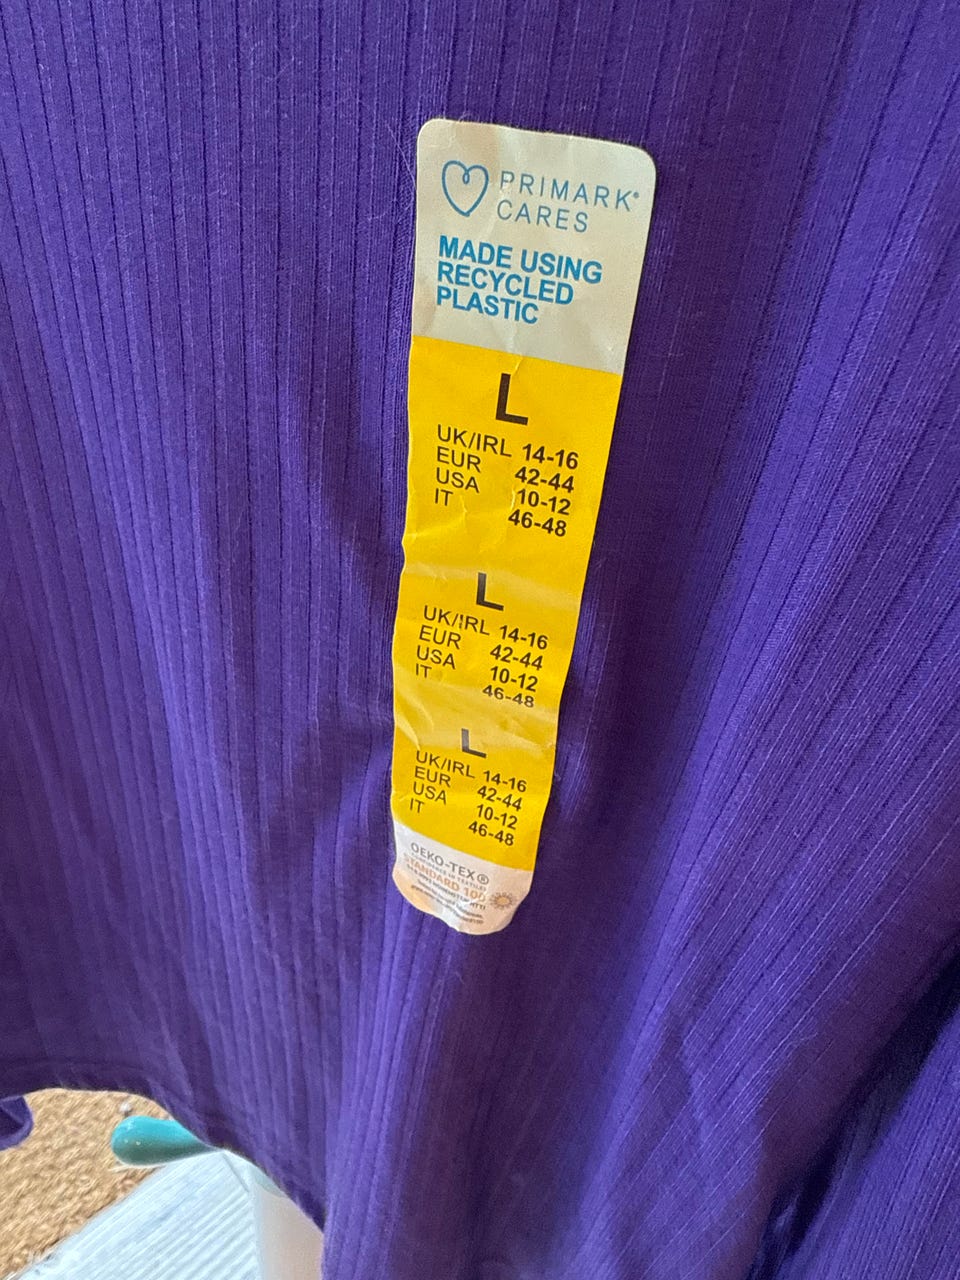 PRIMARK®
CARES
MADE USING
RECYCLED
PLASTIC
L
UK/IRL 14-16
EUR 42-44
USA 10-12
IT 46-48
L
UK/IRL 14-16
EUR 42-44
USA 10-12
IT 46-48
L
UK/IRL 14-16
EUR 42-44
USA 10-12
IT 46-48
OEKO-TEX®
STANDARD 100